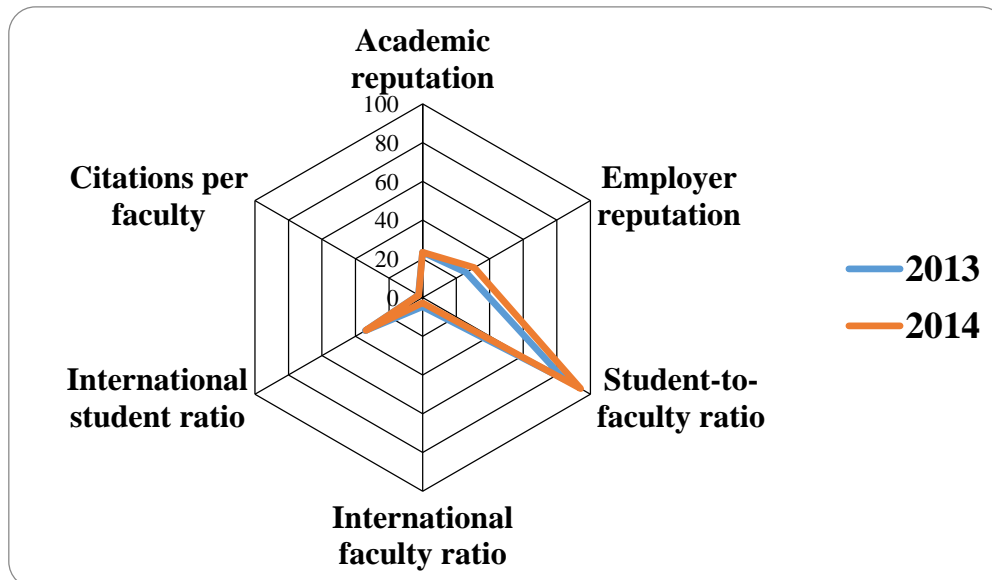 Academic
reputation
100
80
60
40
20
0
Employer
reputation
Student-to-
faculty ratio
International
faculty ratio
International
student ratio
Citations per
faculty
2013
2014